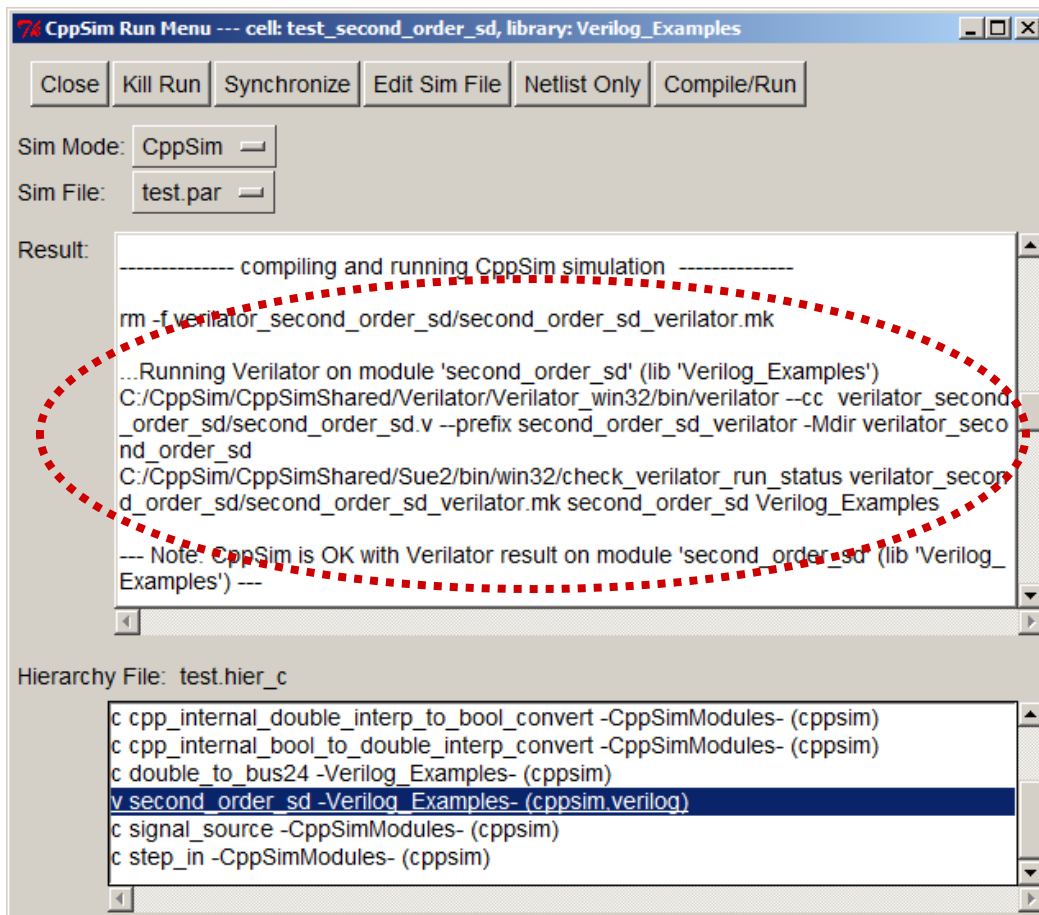 CppSim Run Menu --- cell: test_second_order_sd, library: Verilog_Examples
Close Kill Run Synchronize Edit Sim File Netlist Only Compile/Run
Sim Mode: CppSim
Sim File: test.par
Result:
-------------- compiling and running CppSim simulation --------------
rm -f verilator_second_order_sd/second_order_sd_verilator.mk
...Running Verilator on module 'second_order_sd' (lib 'Verilog_Examples')
C:/CppSim/CppSimShared/Verilator/Verilator_win32/bin/verilator --cc verilator_second
_order_sd/second_order_sd.v --prefix second_order_sd_verilator -Mdir verilator_seco
nd_order_sd
C:/CppSim/CppSimShared/Sue2/bin/win32/check_verilator_run_status verilator_secon
d_order_sd/second_order_sd_verilator.mk second_order_sd Verilog_Examples
--- Note: CppSim is OK with Verilator result on module 'second_order_sd' (lib 'Verilog_
Examples') ---
Hierarchy File: test.hier_c
c cpp_internal_double_interp_to_bool_convert -CppSimModules- (cppsim)
c cpp_internal_bool_to_double_interp_convert -CppSimModules- (cppsim)
c double_to_bus24 -Verilog_Examples- (cppsim)
v second_order_sd -Verilog_Examples- (cppsim,verilog)
c signal_source -CppSimModules- (cppsim)
c step_in -CppSimModules- (cppsim)